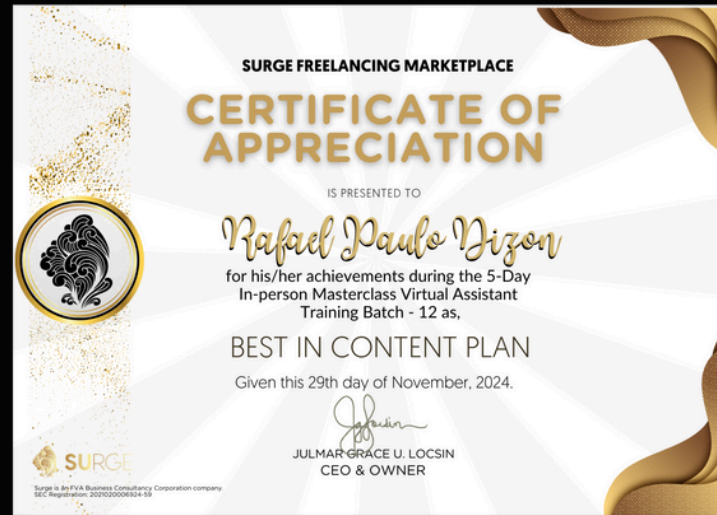 SURGE FREELANCING MARKETPLACE
CERTIFICATE OF
APPRECIATION
IS PRESENTED TO
Rafael Paulo Dizon
for his/her achievements during the 5-Day
In-person Masterclass Virtual Assistant
Training Batch - 12 as,
BEST IN CONTENT PLAN
Given this 29th day of November, 2024.
JULMAR GRACE U. LOCSIN
CEO & OWNER
SURGE
Surge is an FVA Business Consultancy Corporation company.
SEC Registration: 2021020006924-59